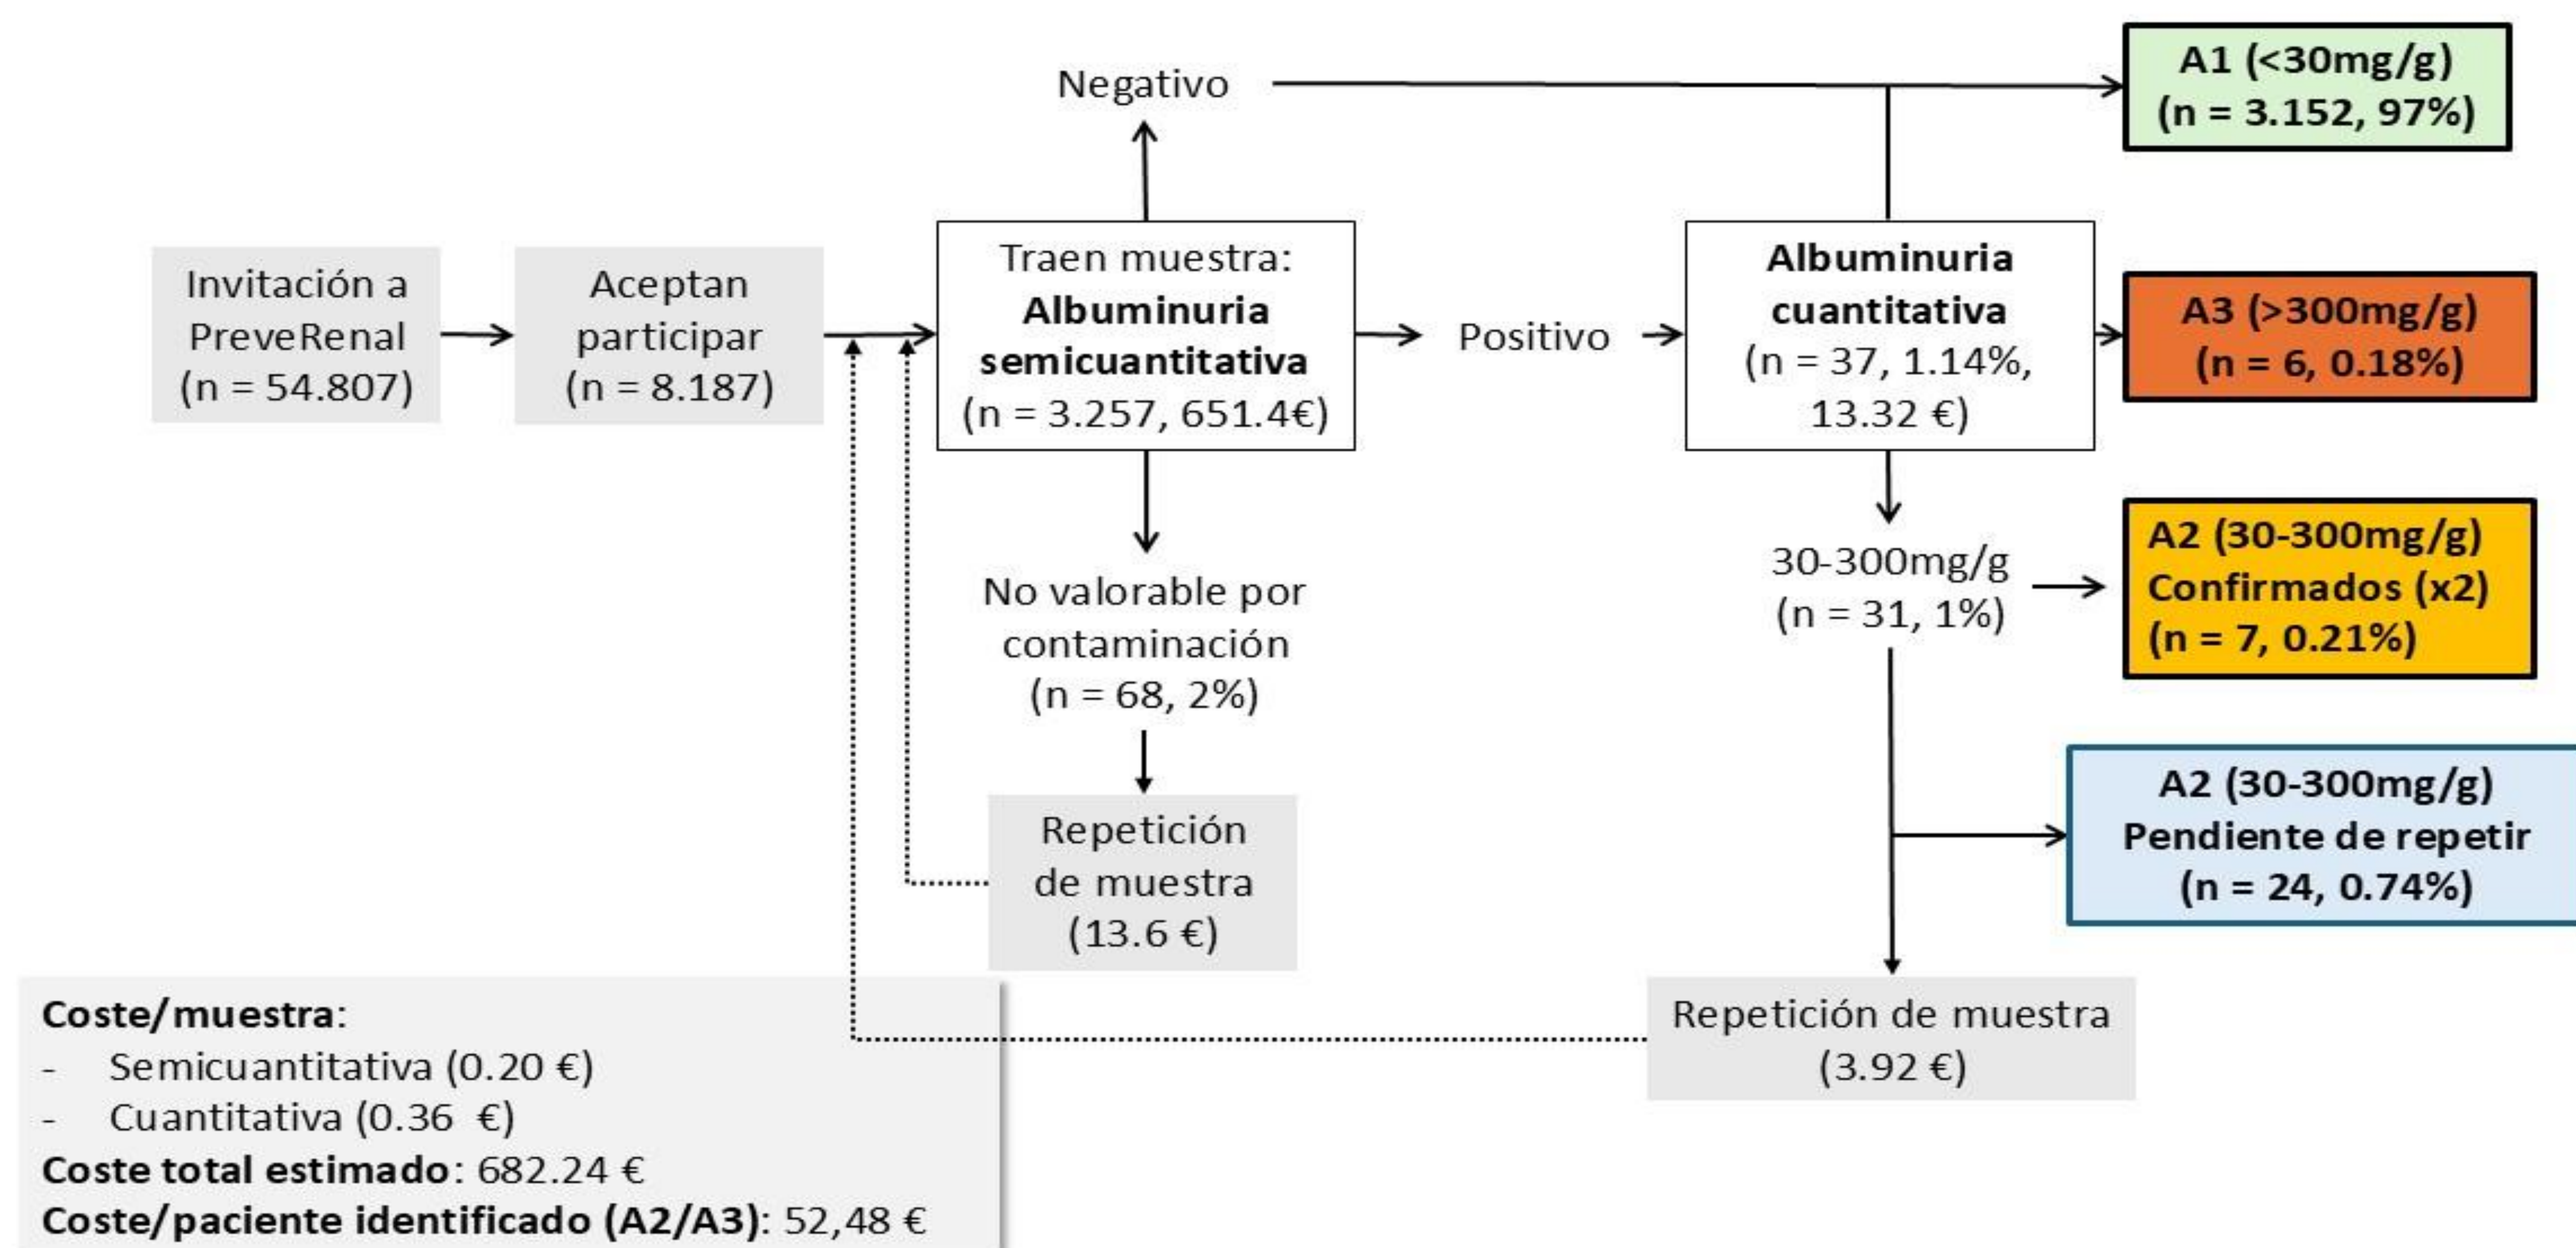 Negativo
A1 (<30mg/g)
(n = 3.152, 97%)
Invitación a
PreveRenal
(n = 54.807)
Aceptan
participar
(n = 8.187)
Traen muestra:
Albuminuria
semicuantitativa
(n = 3.257, 651.4€)
Positivo
Albuminuria
cuantitativa
(n = 37, 1.14%,
13.32 €)
A3 (>300mg/g)
(n = 6, 0.18%)
No valorable por
contaminación
(n = 68, 2%)
30-300mg/g
(n = 31, 1%)
A2 (30-300mg/g)
Confirmados (x2)
(n = 7, 0.21%)
A2 (30-300mg/g)
Pendiente de repetir
(n = 24, 0.74%)
Repetición
de muestra
(13.6 €)
Repetición de muestra
(3.92 €)
Coste/muestra:
- Semicuantitativa (0.20 €)
- Cuantitativa (0.36 €)
Coste total estimado: 682.24 €
Coste/paciente identificado (A2/A3): 52,48 €